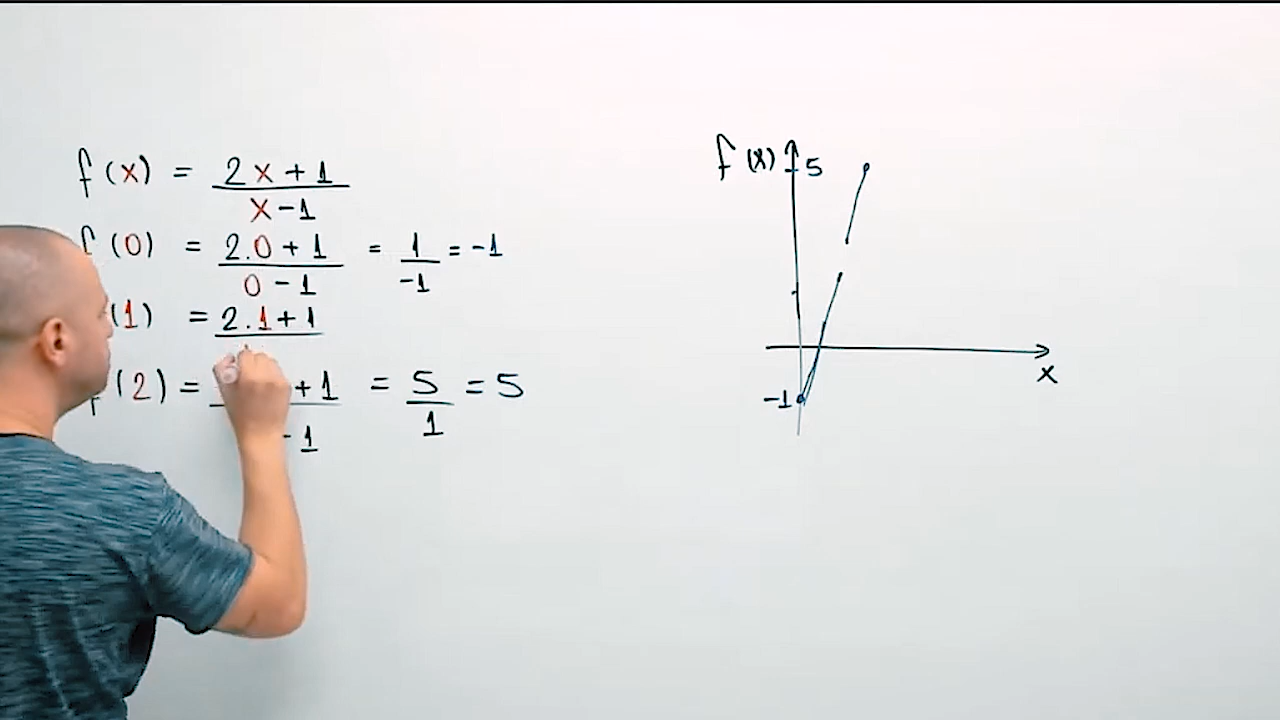 f(x) = 2x+1
x-1
f(0) = 2.0+1 = 1 = -1
0-1 -1
(1) = 2.1+1
f(2) = +1 = 5 = 5
-1 1
f(x) 5
x
-1